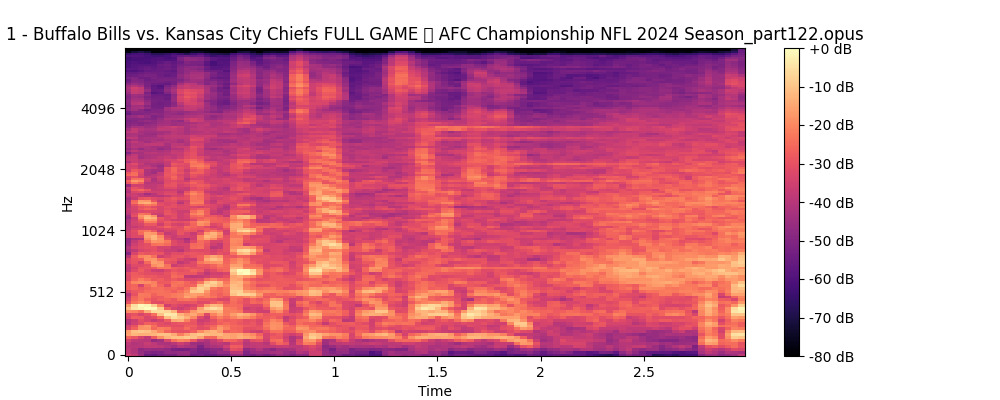 1 - Buffalo Bills vs. Kansas City Chiefs FULL GAME  AFC Championship NFL 2024 Season_part122.opus
+0 dB
-10 dB
-20 dB
-30 dB
-40 dB
-50 dB
-60 dB
-70 dB
-80 dB
4096
2048
1024
512
0
Hz
0
0.5
1
1.5
2
2.5
Time